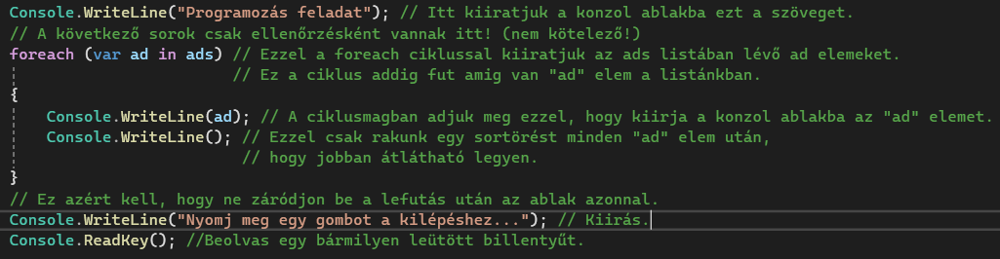 Console.WriteLine("Programozás feladat"); // Itt kiiratjuk a konzol ablakba ezt a szöveget.
// A következő sorok csak ellenőrzésként vannak itt! (nem kötelező!)
foreach (var ad in ads) // Ezzel a foreach ciklussal kiiratjuk az ads listában lévő ad elemeket.
// Ez a ciklus addig fut amig van "ad" elem a listánkban.
{
Console.WriteLine(ad); // A ciklusmagban adjuk meg ezzel, hogy kiirja a konzol ablakba az "ad" elemet.
Console.WriteLine(); // Ezzel csak rakunk egy sortörést minden "ad" elem után,
// hogy jobban átlátható legyen.
}
// Ez azért kell, hogy ne záródjon be a lefutás után az ablak azonnal.
Console.WriteLine("Nyomj meg egy gombot a kilépéshez..."); // Kiirás.
Console.ReadKey(); //Beolvas egy bármilyen leütött billentyűt.